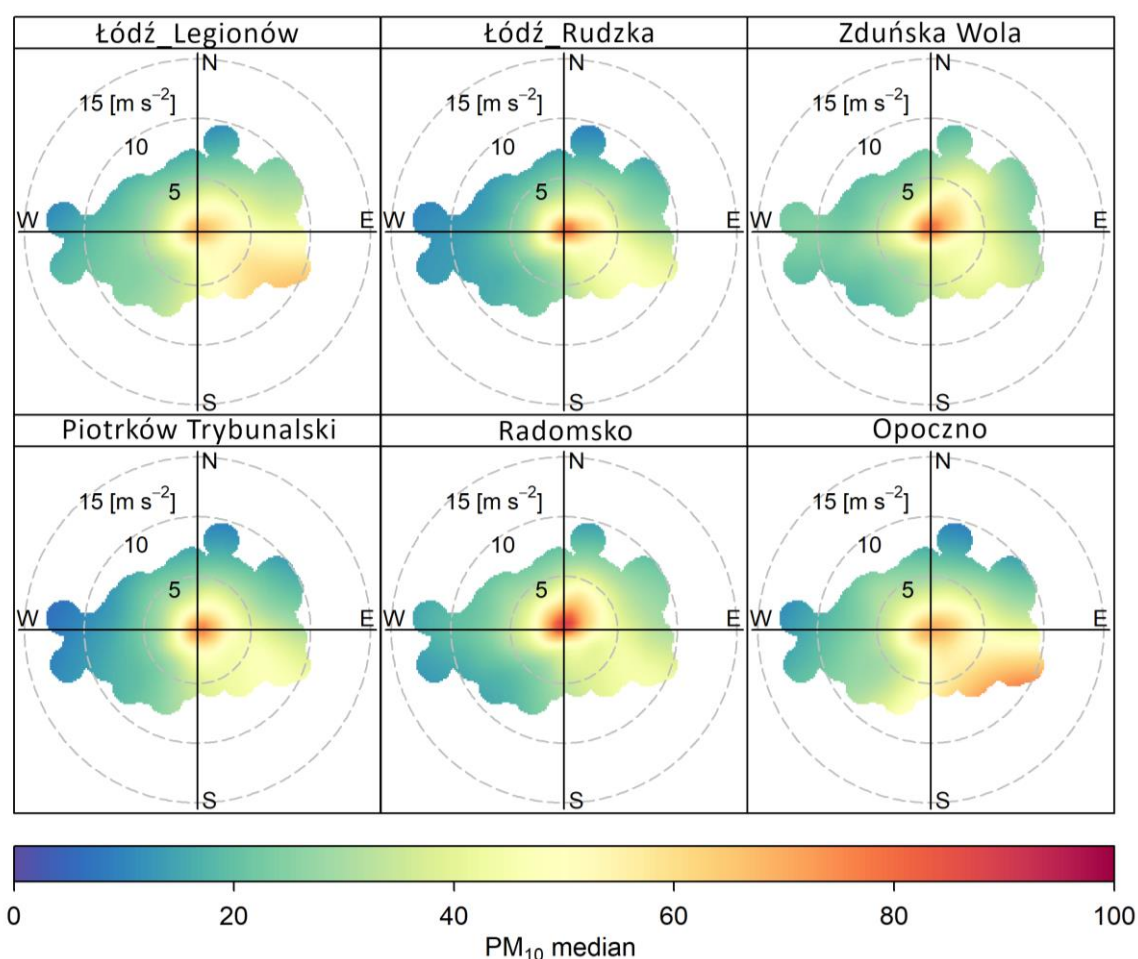 Łódź_Legionów
Łódź_Rudzka
Zduńska Wola
N
15 [m s⁻²]
10
5
W
E
S
N
15 [m s⁻²]
10
5
W
E
S
N
15 [m s⁻²]
10
5
W
E
S
Piotrków Trybunalski
Radomsko
Opoczno
N
15 [m s⁻²]
10
5
W
E
S
N
15 [m s⁻²]
10
5
W
E
S
N
15 [m s⁻²]
10
5
W
E
S
0
20
40
60
80
100
PM₁₀ median